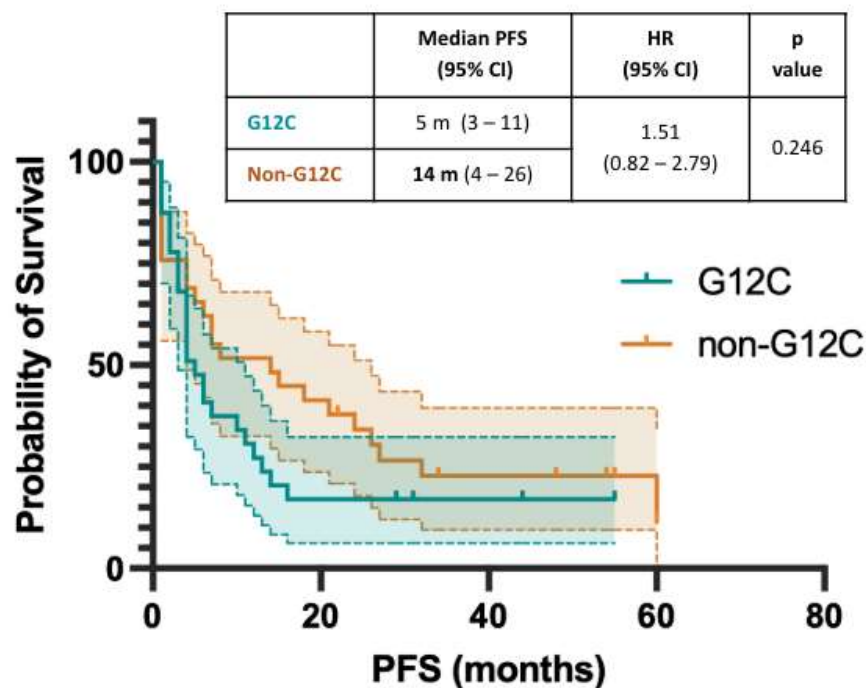 Median PFS HR p
(95% CI) (95% CI) value
G12C 5 m (3 – 11) 1.51 0.246
Non-G12C 14 m (4 – 26) (0.82 – 2.79)
Probability of Survival
100
50
0
G12C
non-G12C
0 20 40 60 80
PFS (months)